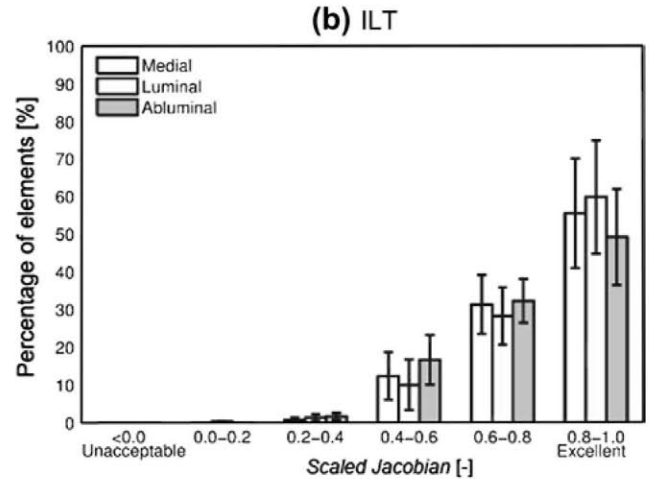 (b) ILT
Percentage of elements [%]
100
90
80
70
60
50
40
30
20
10
0
Medial
Luminal
Abluminal
<0.0 0.0–0.2 0.2–0.4 0.4–0.6 0.6–0.8 0.8–1.0
Unacceptable Excellent
Scaled Jacobian [-]